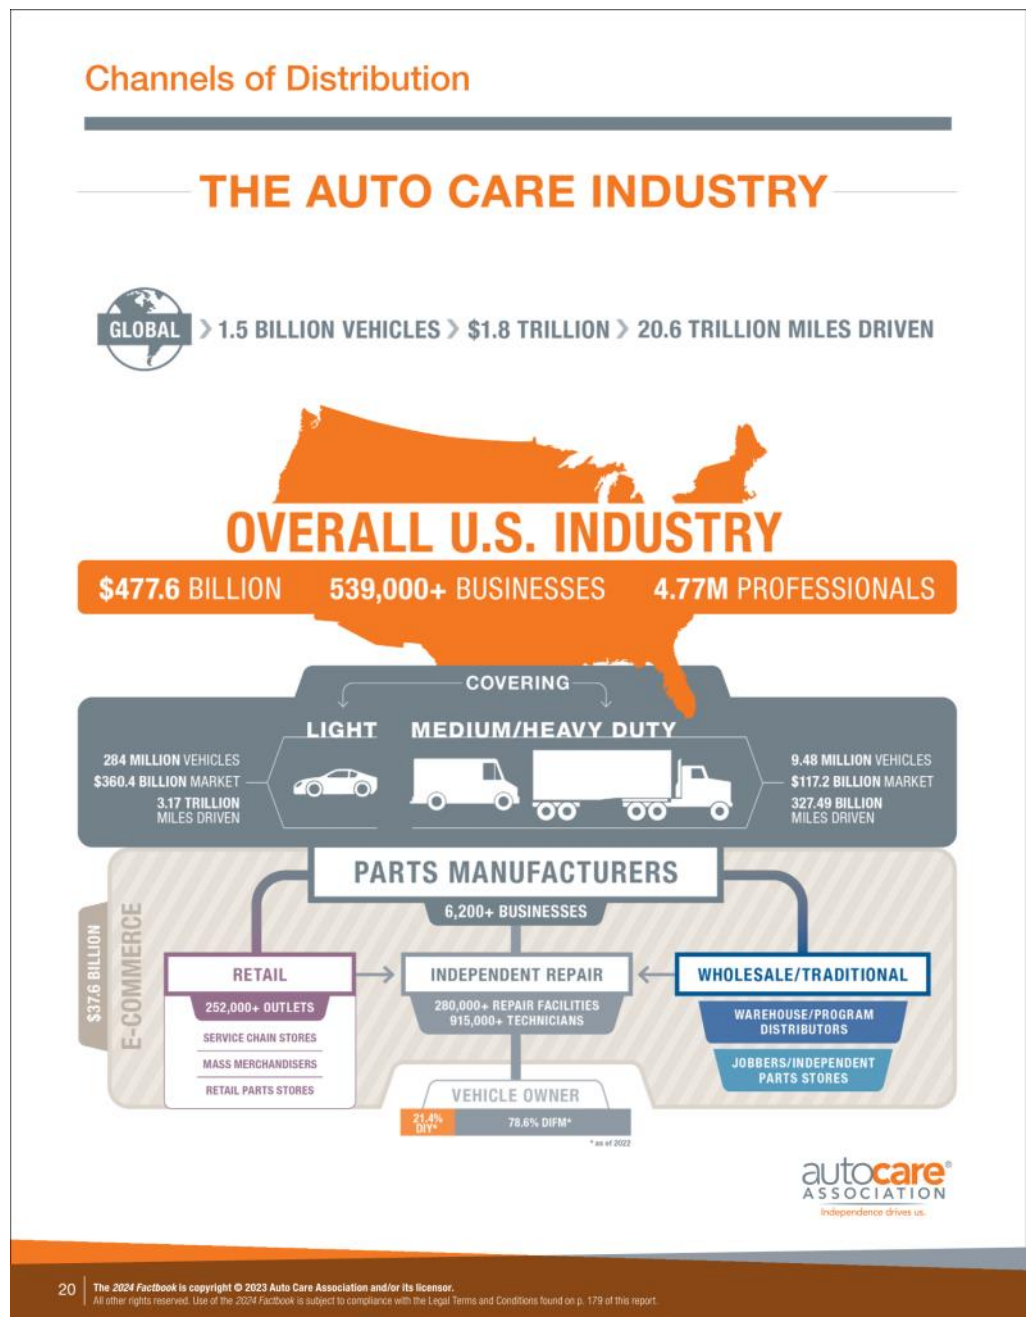 Channels of Distribution
THE AUTO CARE INDUSTRY
GLOBAL
1.5 BILLION VEHICLES
$1.8 TRILLION
20.6 TRILLION MILES DRIVEN
OVERALL U.S. INDUSTRY
$477.6 BILLION
539,000+ BUSINESSES
4.77M PROFESSIONALS
COVERING
LIGHT
MEDIUM/HEAVY DUTY
284 MILLION VEHICLES
$360.4 BILLION MARKET
3.17 TRILLION
MILES DRIVEN
9.48 MILLION VEHICLES
$117.2 BILLION MARKET
327.49 BILLION
MILES DRIVEN
PARTS MANUFACTURERS
6,200+ BUSINESSES
$37.6 BILLION
E-COMMERCE
RETAIL
252,000+ OUTLETS
SERVICE CHAIN STORES
MASS MERCHANDISERS
RETAIL PARTS STORES
INDEPENDENT REPAIR
280,000+ REPAIR FACILITIES
915,000+ TECHNICIANS
WHOLESALE/TRADITIONAL
WAREHOUSE/PROGRAM
DISTRIBUTORS
JOBBERS/INDEPENDENT
PARTS STORES
VEHICLE OWNER
21.4%
DIY*
78.6% DIFM*
* as of 2022
autocare®
ASSOCIATION
Independence drives us.
20
The 2024 Factbook is copyright © 2023 Auto Care Association and/or its licensor.
All other rights reserved. Use of the 2024 Factbook is subject to compliance with the Legal Terms and Conditions found on p. 179 of this report.